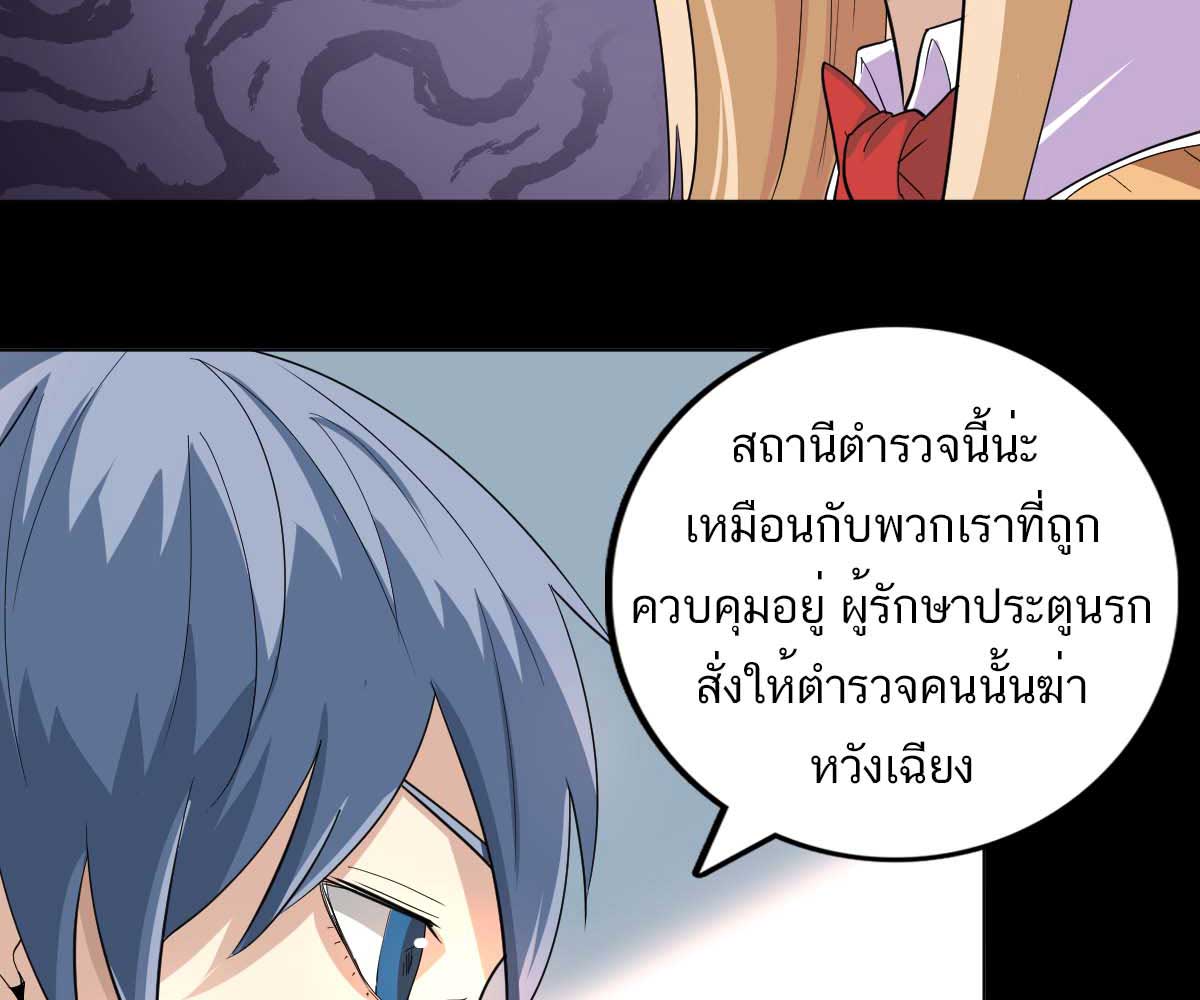 สถานีตำรวจนี้น่ะ
เหมือนกับพวกเราที่ถูก
ควบคุมอยู่ ผู้รักษาประตูนรก
สั่งให้ตำรวจคนนั้นฆ่า
หวังเฉียง